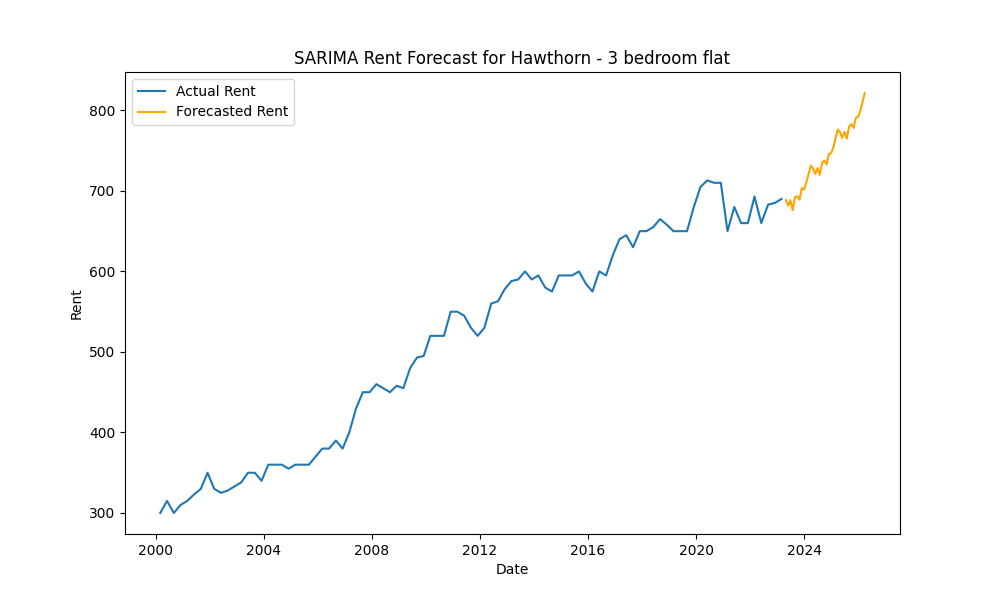 SARIMA Rent Forecast for Hawthorn - 3 bedroom flat
Actual Rent
Forecasted Rent
800
700
600
500
400
300
Rent
2000 2004 2008 2012 2016 2020 2024
Date